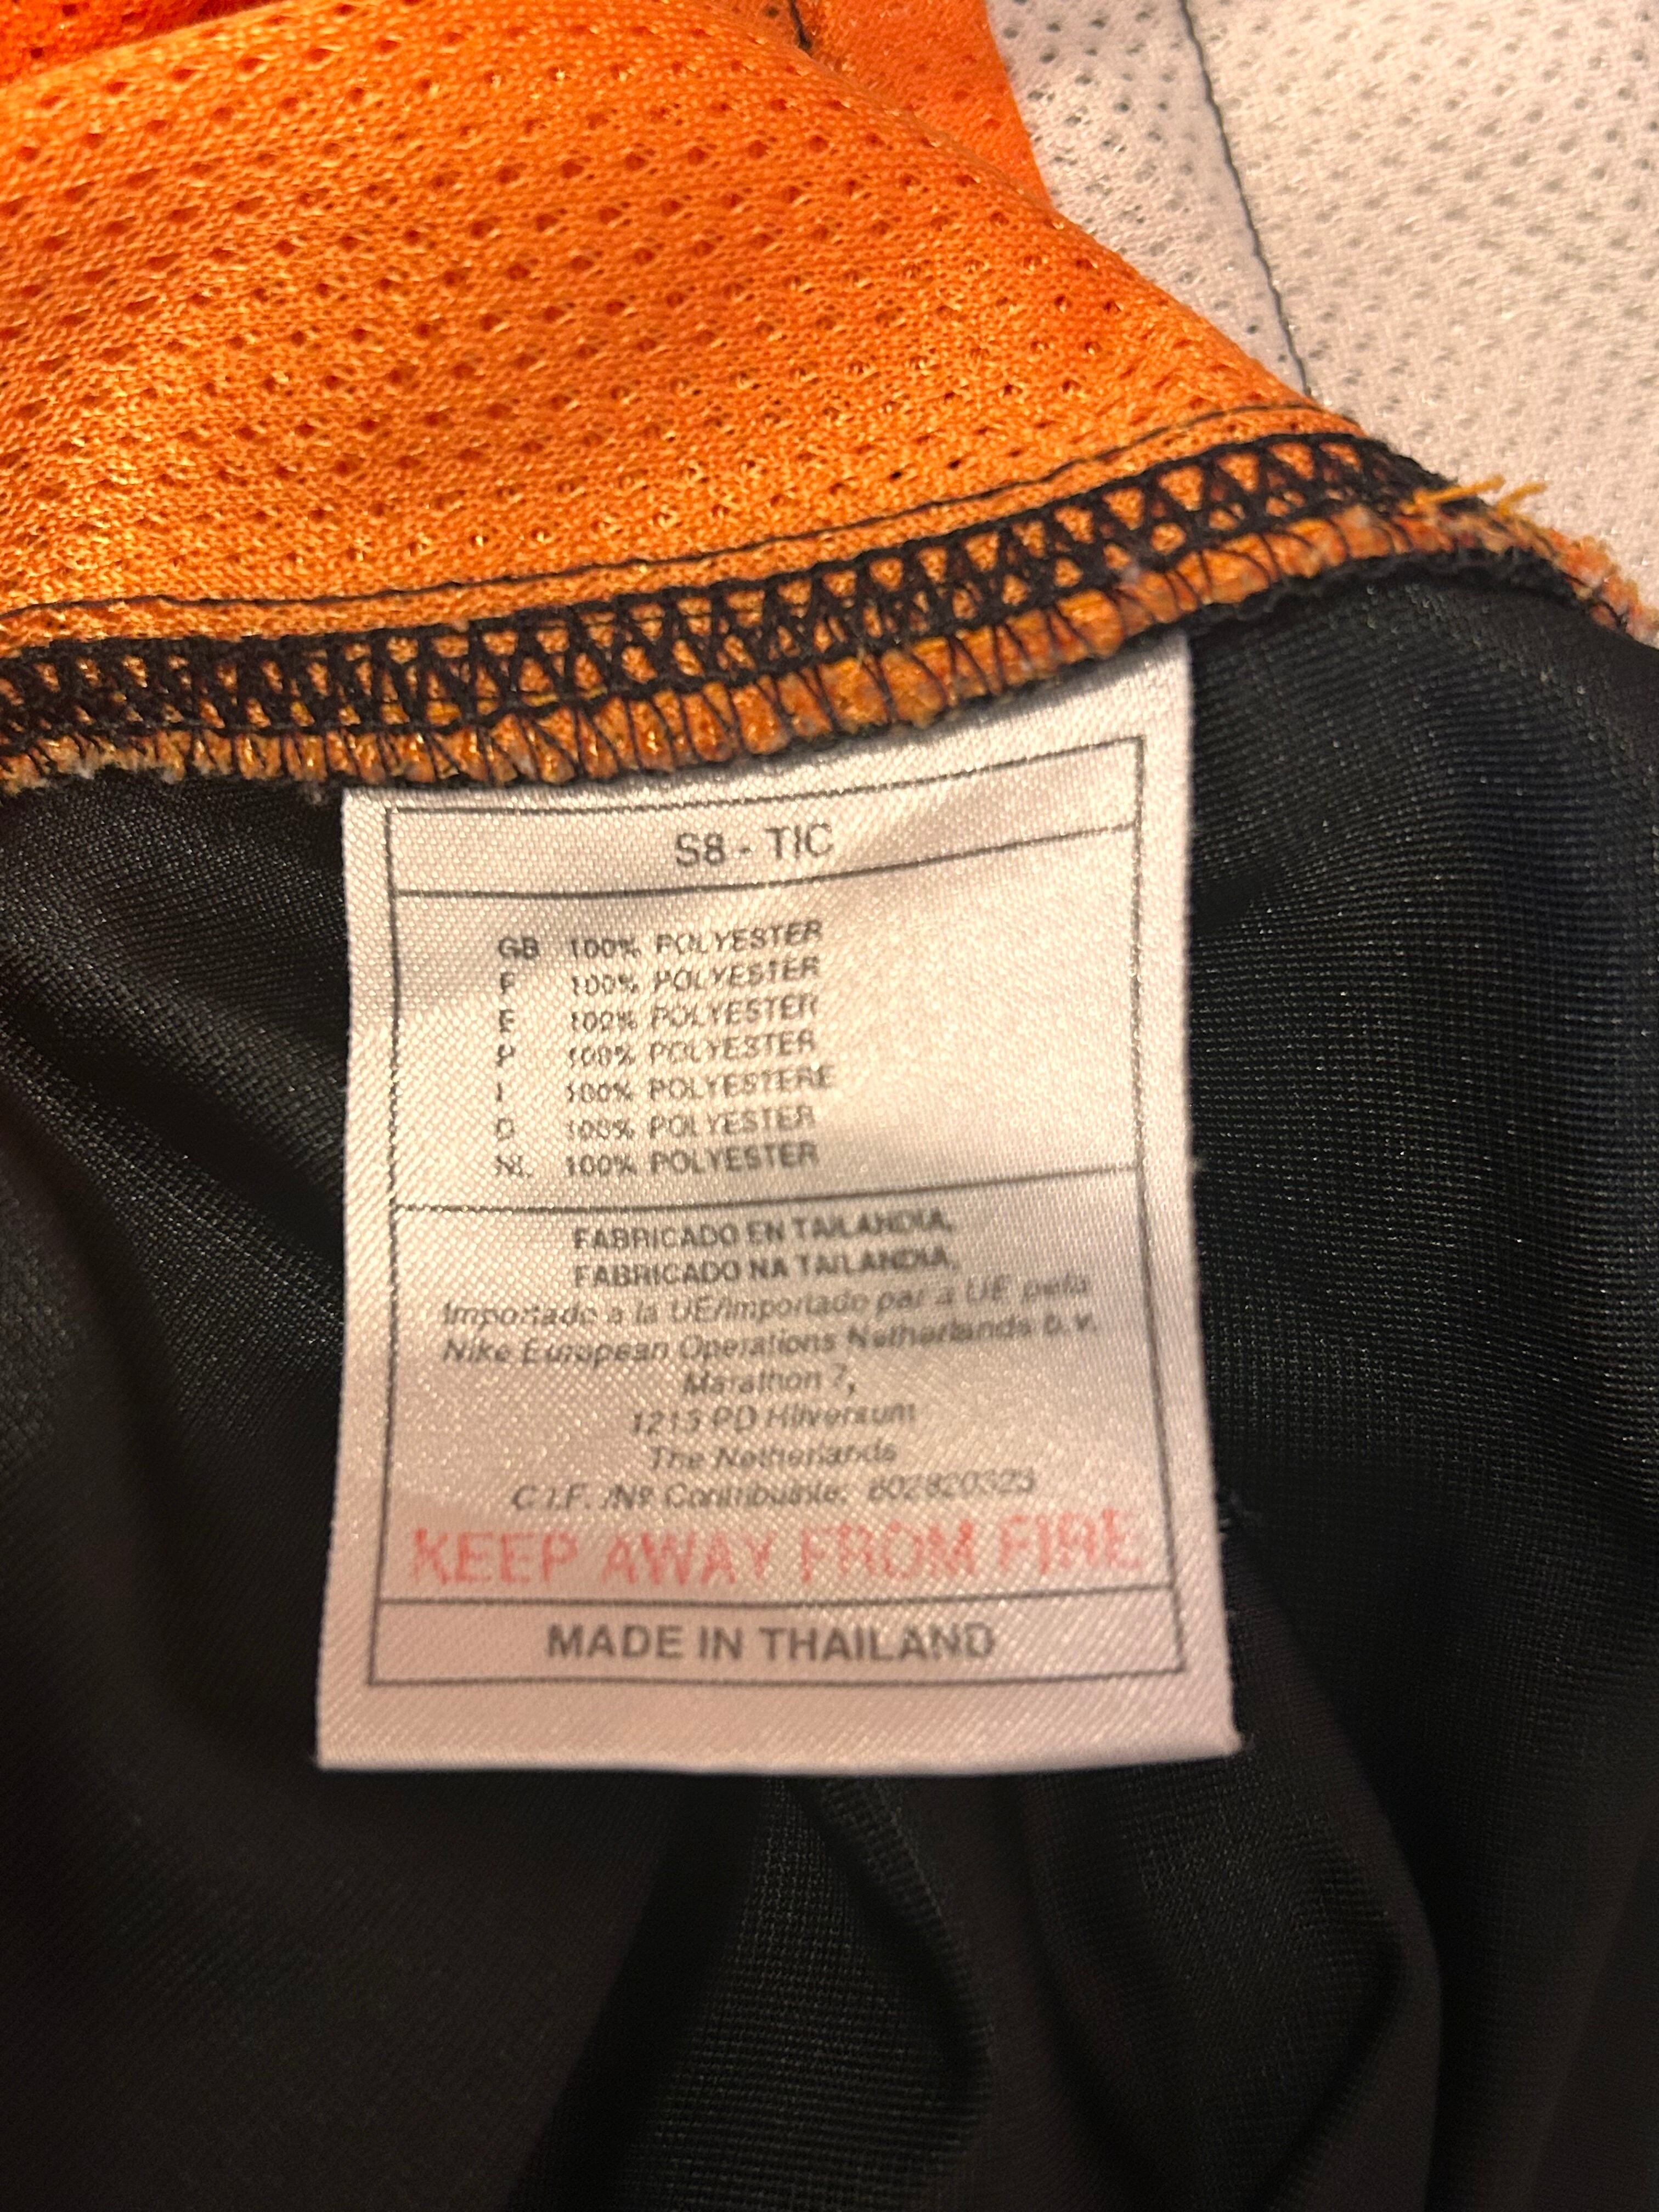 S8 - TIC
GB 100% POLYESTER
F 100% POLYESTER
E 100% POLYESTER
P 100% POLYESTER
I 100% POLYESTERE
D 100% POLYESTER
NL 100% POLYESTER
FABRICADO EN TAILANDIA,
FABRICADO NA TAILANDIA,
Importado a la UE/importado par a UE pela
Nike European Operations Netherlands b.v.
Marathon 7,
1213 PD Hilversum
The Netherlands
C.I.F. /Nº Contribuinte: 802820323
KEEP AWAY FROM FIRE
MADE IN THAILAND